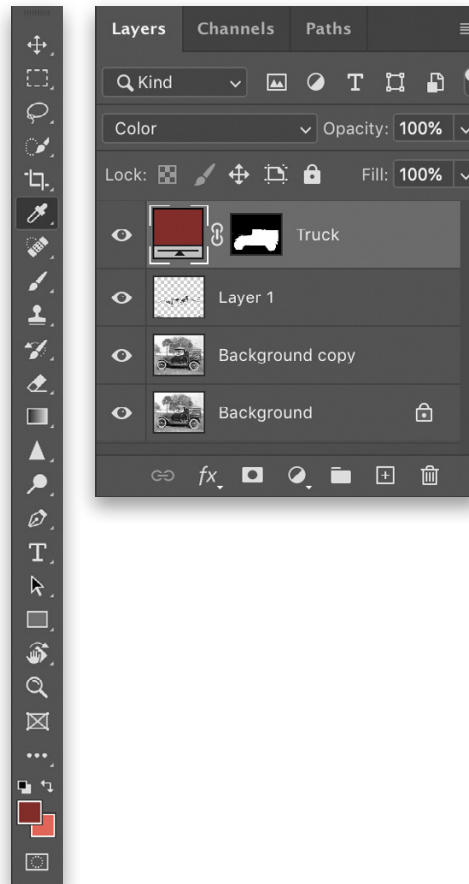 Layers Channels Paths
Kind T
Color Opacity: 100%
Lock: Fill: 100%
Truck
Layer 1
Background copy
Background
fx
T